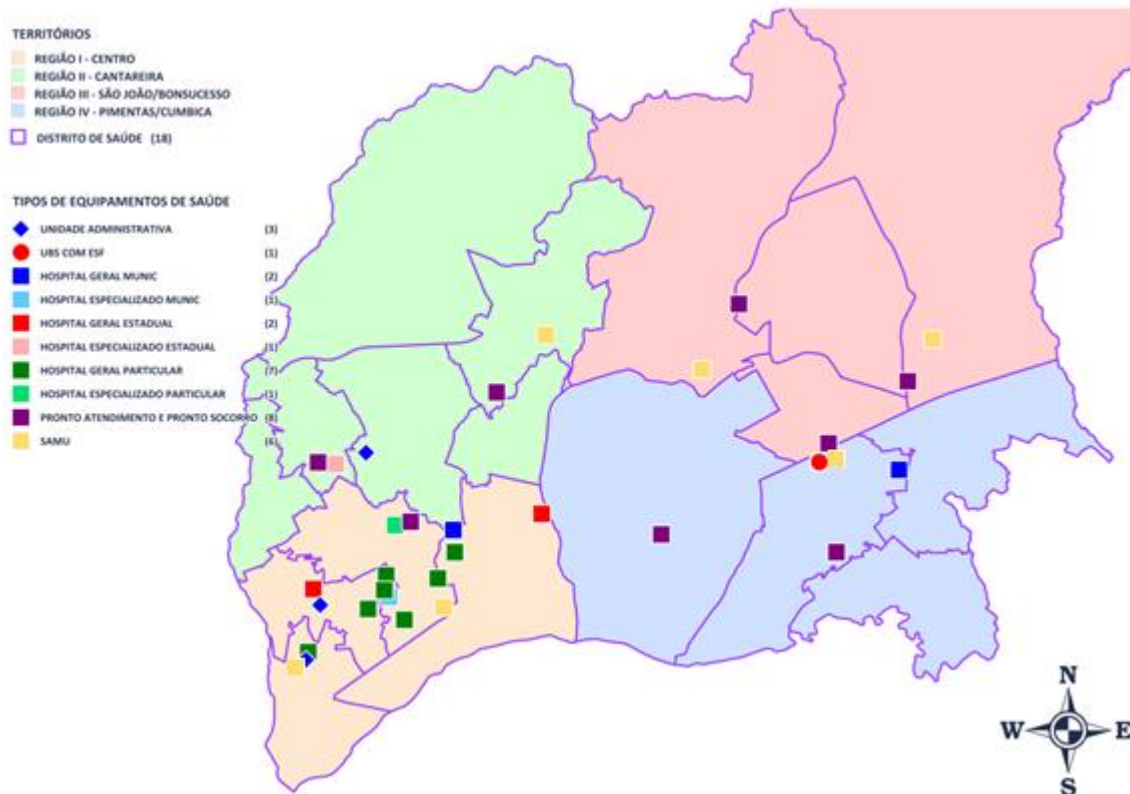 TERRITÓRIOS
REGIÃO I - CENTRO
REGIÃO II - CANTAREIRA
REGIÃO III - SÃO JOÃO/BONSUCESSO
REGIÃO IV - PIMENTAS/CUMBICA
DISTRITO DE SAÚDE (18)
TIPOS DE EQUIPAMENTOS DE SAÚDE
UNIDADE ADMINISTRATIVA (3)
UBS COM ESF (1)
HOSPITAL GERAL MUNIC (2)
HOSPITAL ESPECIALIZADO MUNIC (1)
HOSPITAL GERAL ESTADUAL (2)
HOSPITAL ESPECIALIZADO ESTADUAL (1)
HOSPITAL GERAL PARTICULAR (7)
HOSPITAL ESPECIALIZADO PARTICULAR (1)
PRONTO ATENDIMENTO E PRONTO SOCORRO (8)
SAMU (6)
N
W E
S